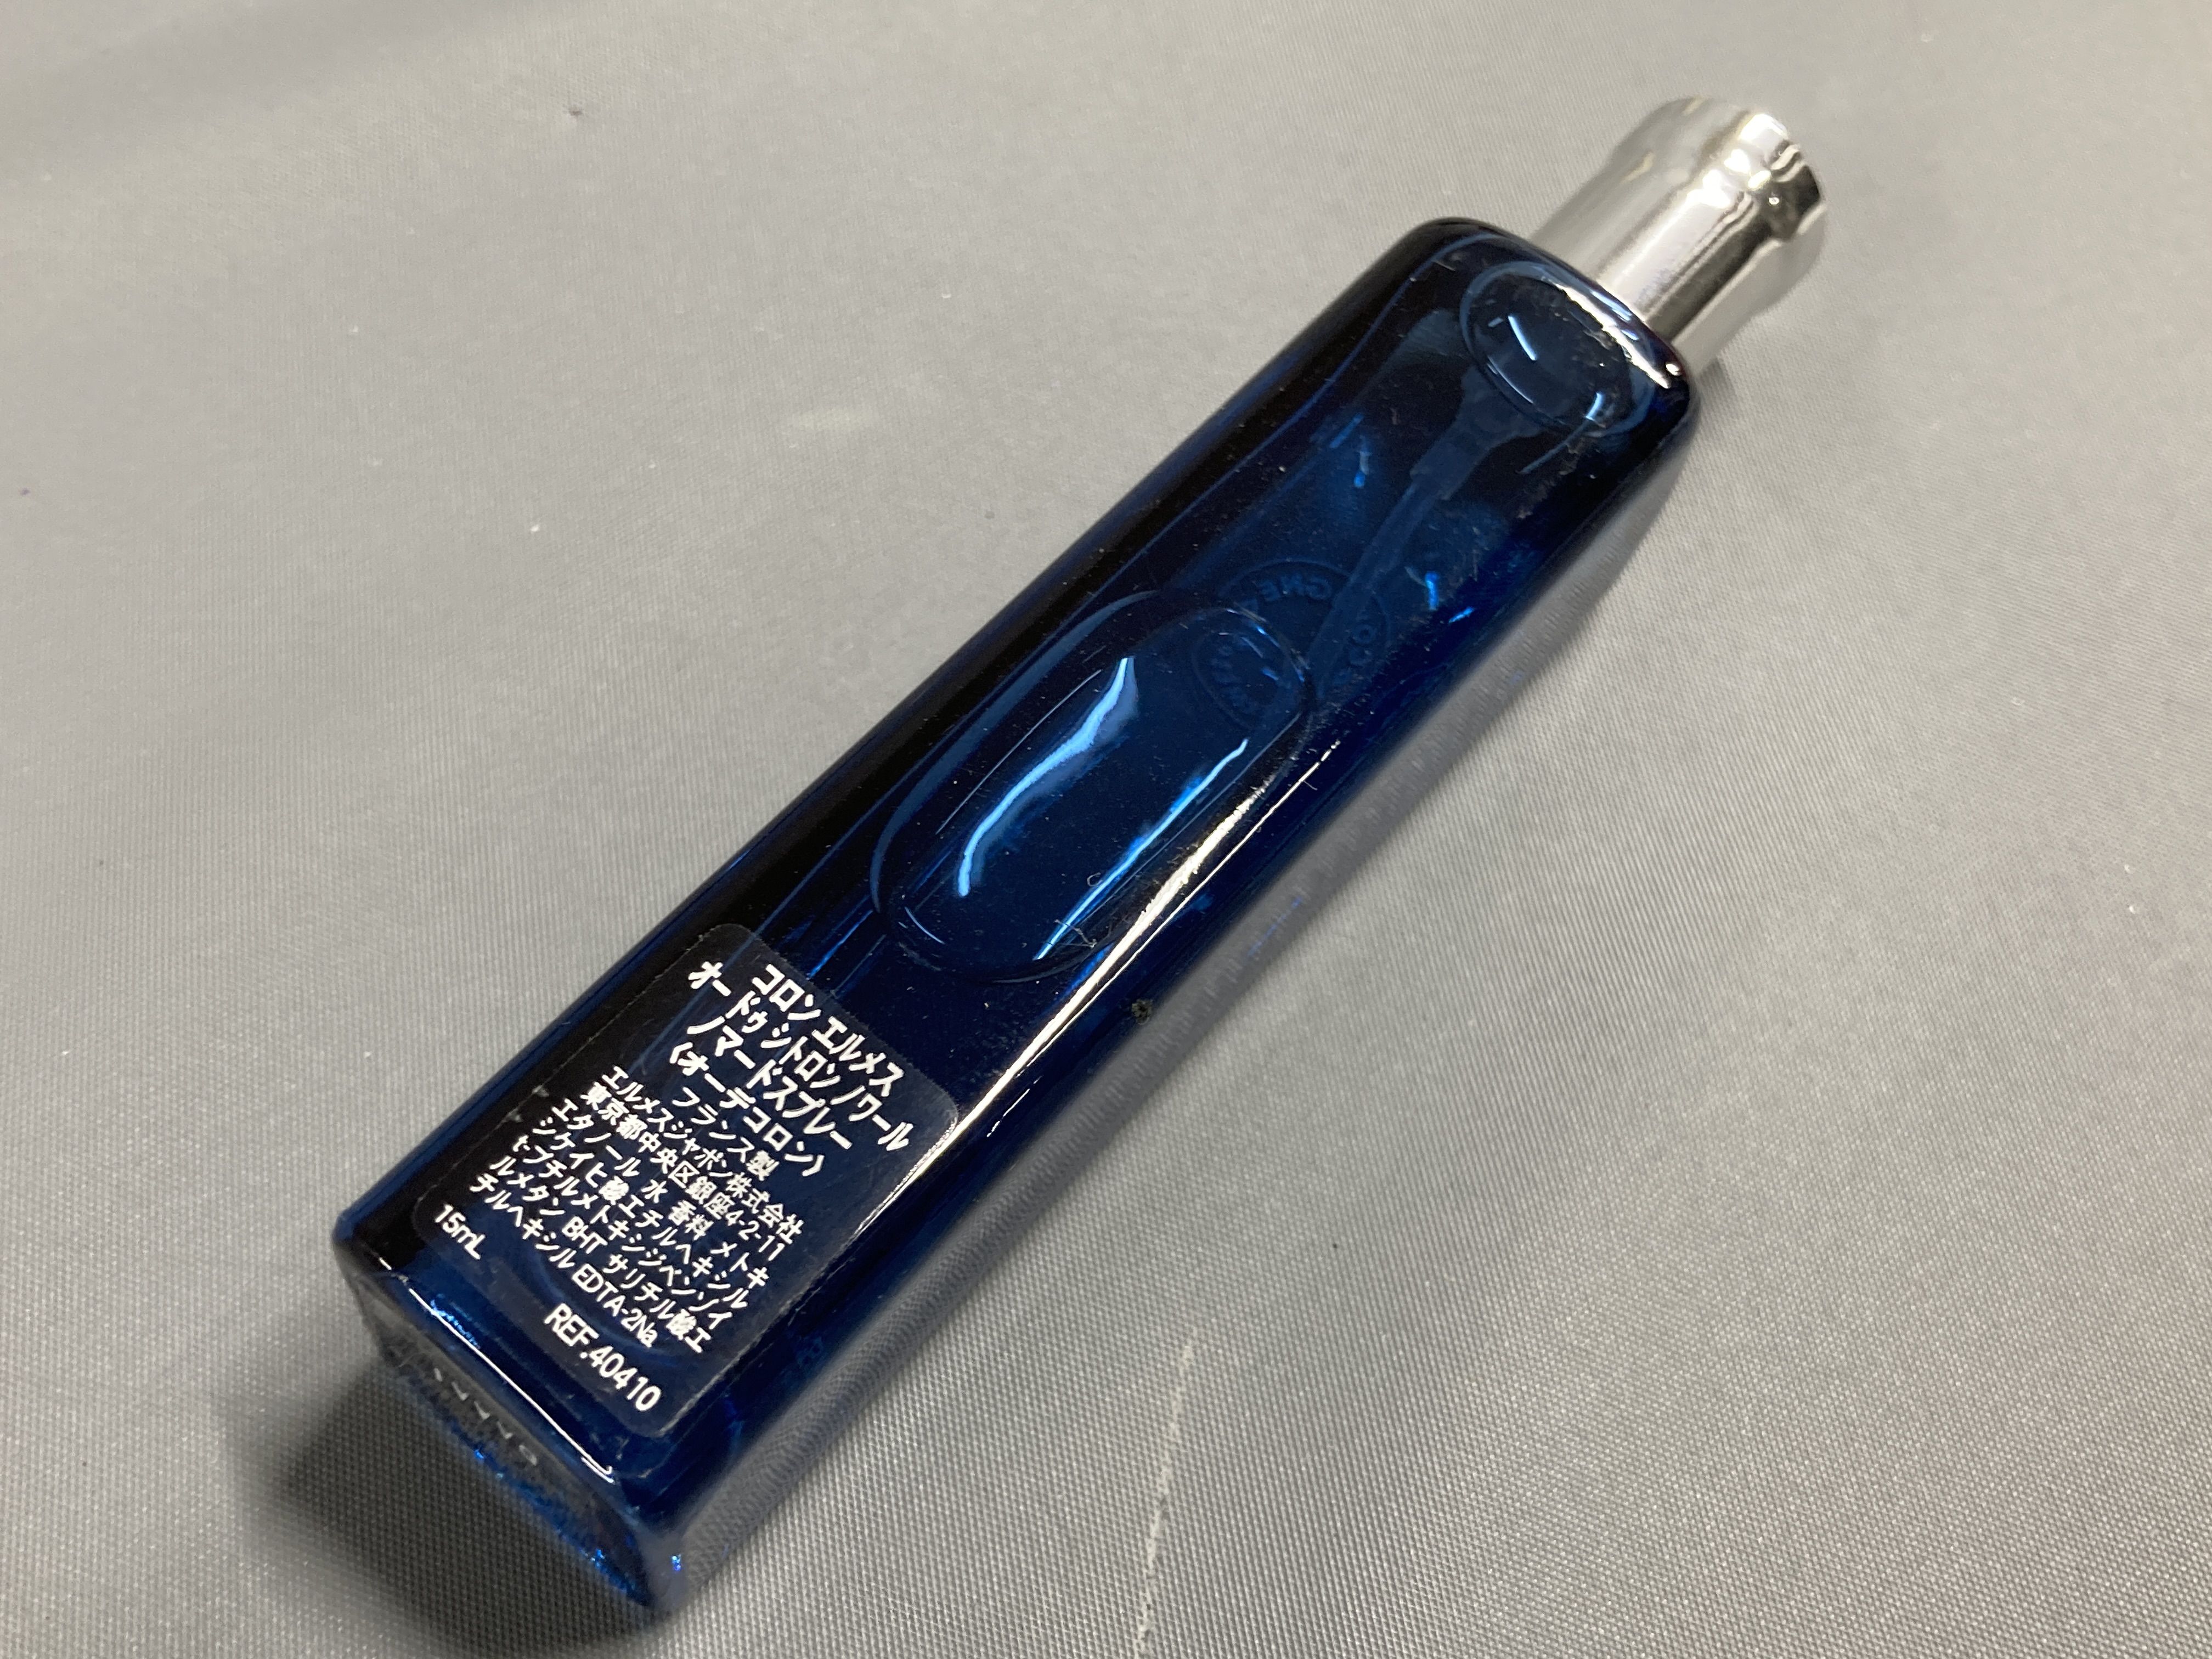 コロン エルメス
オードゥ シトロン ノワール
ノマードスプレー
〈オーデコロン〉
フランス製
エルメスジャポン株式会社
東京都中央区銀座4-2-11
エタノール 水 香料 メトキ
シケイヒ酸エチルヘキシル
t-ブチルメトキシジベンゾイ
ルメタン BHT サリチル酸エ
チルヘキシル EDTA-2Na
15mL
REF.40410